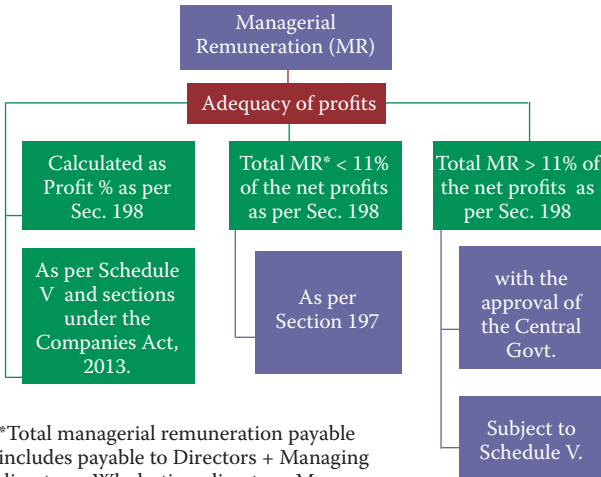 Managerial
Remuneration (MR)
Adequacy of profits
Calculated as
Profit % as per
Sec. 198
Total MR* < 11%
of the net profits
as per Sec. 198
Total MR > 11% of
the net profits as
per Sec. 198
As per Schedule
V and sections
under the
Companies Act,
2013.
As per
Section 197
with the
approval of
the Central
Govt.
Subject to
Schedule V.
*Total managerial remuneration payable
includes payable to Directors + Managing